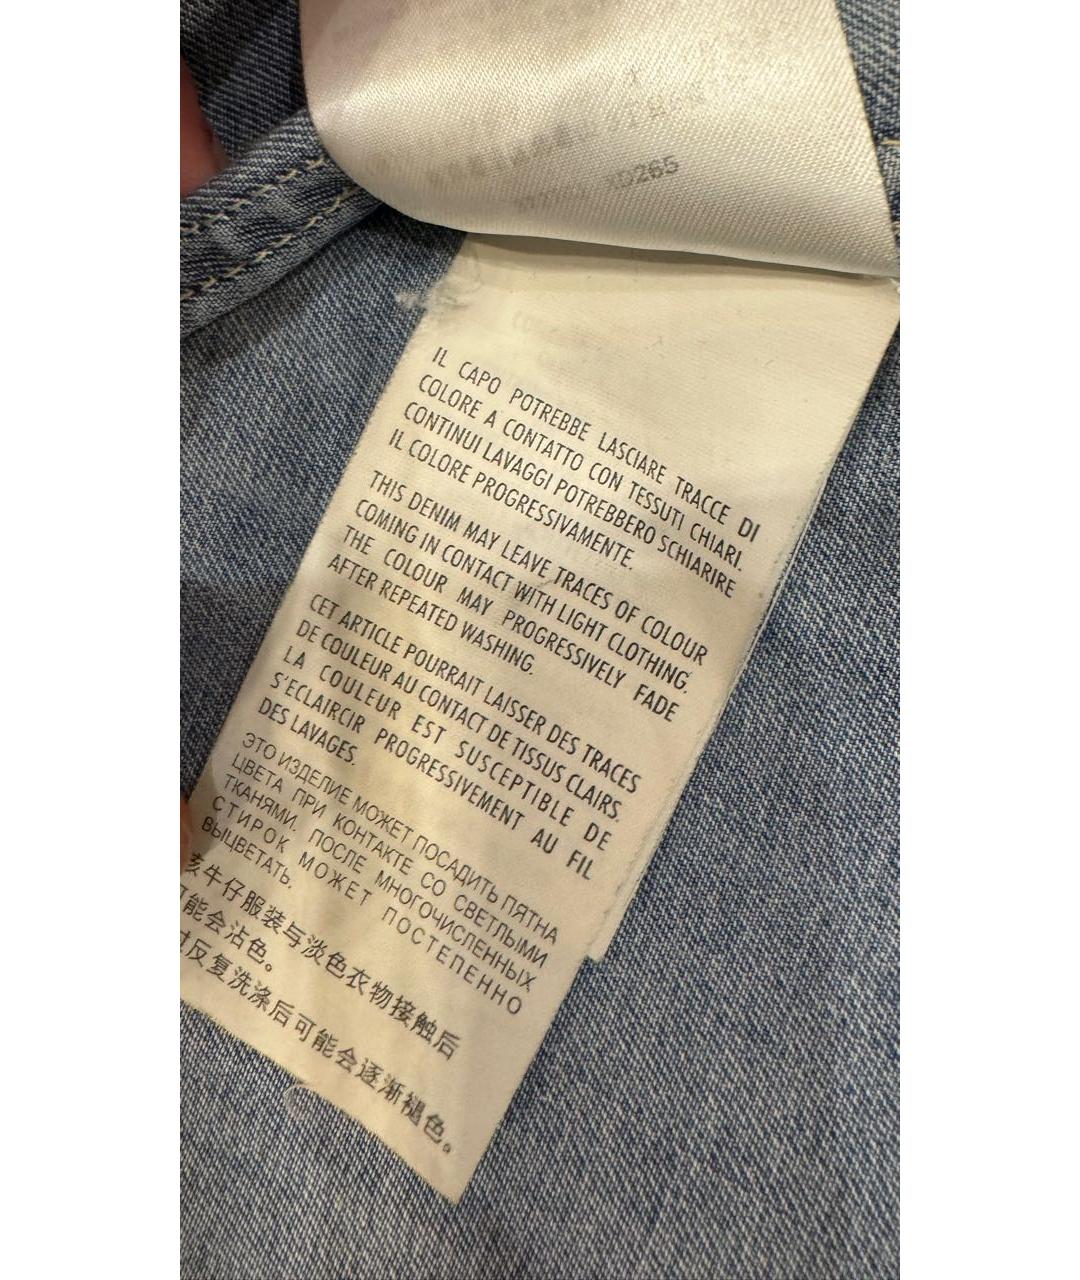 XD265
IL CAPO POTREBBE LASCIARE TRACCE DI
COLORE A CONTATTO CON TESSUTI CHIARI.
CONTINUI LAVAGGI POTREBBERO SCHIARIRE
IL COLORE PROGRESSIVAMENTE.
THIS DENIM MAY LEAVE TRACES OF COLOUR
COMING IN CONTACT WITH LIGHT CLOTHING.
THE COLOUR MAY PROGRESSIVELY FADE
AFTER REPEATED WASHING.
CET ARTICLE POURRAIT LAISSER DES TRACES
DE COULEUR AU CONTACT DE TISSUS CLAIRS.
LA COULEUR EST SUSCEPTIBLE DE
S'ECLAIRCIR PROGRESSIVEMENT AU FIL
DES LAVAGES.
ЭТО ИЗДЕЛИЕ МОЖЕТ ПОСАДИТЬ ПЯТНА
ЦВЕТА ПРИ КОНТАКТЕ СО СВЕТЛЫМИ
ТКАНЯМИ. ПОСЛЕ МНОГОЧИСЛЕННЫХ
СТИРОК МОЖЕТ ПОСТЕПЕННО
ВЫЦВЕТАТЬ.
该牛仔服装与淡色衣物接触后
可能会沾色。
反复洗涤后可能会逐渐褪色。